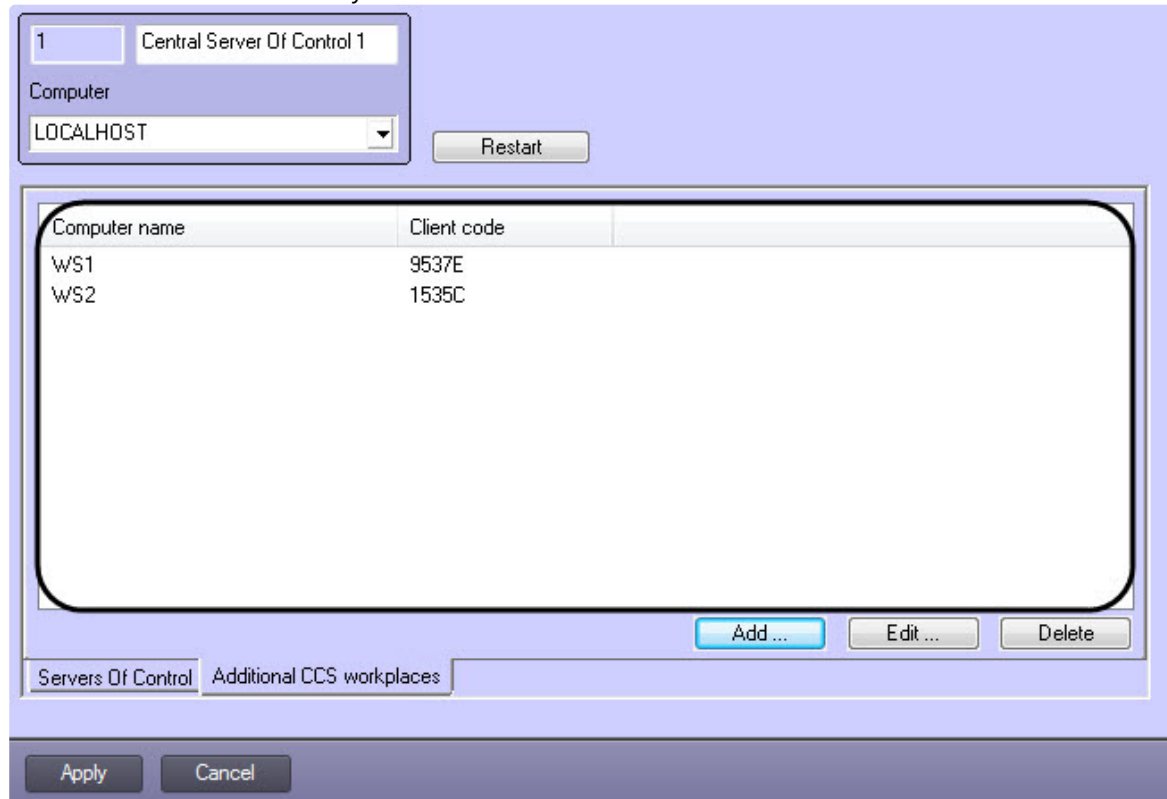 1 Central Server Of Control 1
Computer
LOCALHOST
Restart
Computer name Client code
WS1 9537E
WS2 1535C
Add ... Edit ... Delete
Servers Of Control Additional CCS workplaces
Apply Cancel